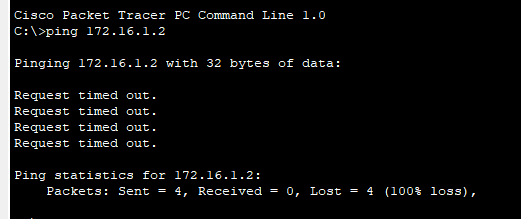 Cisco Packet Tracer PC Command Line 1.0
C:\>ping 172.16.1.2
Pinging 172.16.1.2 with 32 bytes of data:
Request timed out.
Request timed out.
Request timed out.
Request timed out.
Ping statistics for 172.16.1.2:
Packets: Sent = 4, Received = 0, Lost = 4 (100% loss),